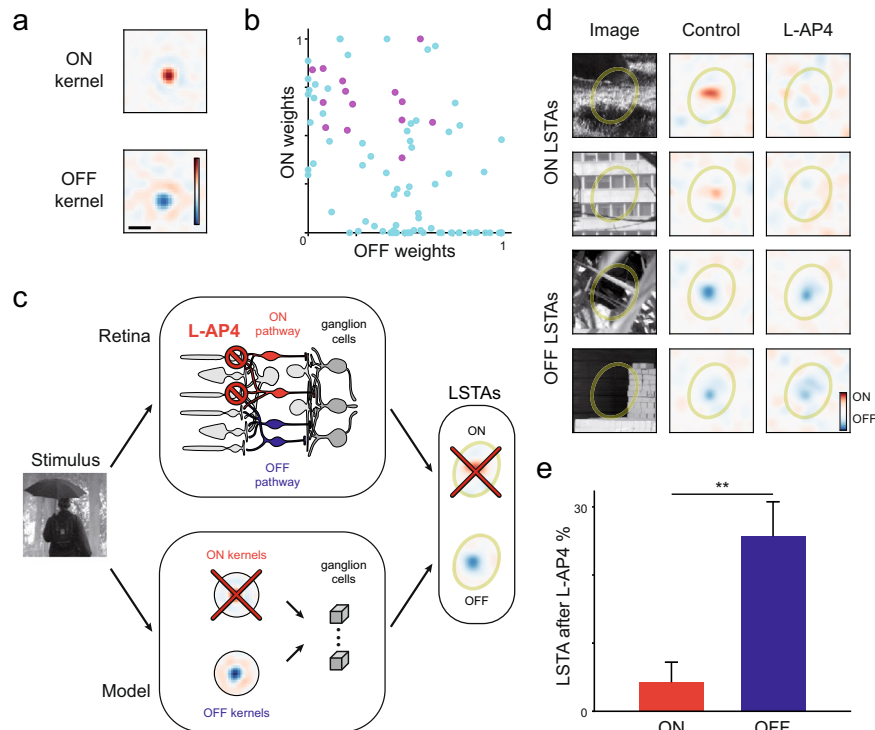 a
ON
kernel
OFF
kernel
b
1
ON weights
0
OFF weights
1
c
Retina
L-AP4
ON
pathway
ganglion
cells
OFF
pathway
Stimulus
LSTAs
ON
OFF
ON kernels
ganglion
cells
OFF kernels
Model
d
Image
Control
L-AP4
ON LSTAs
OFF LSTAs
ON
OFF
e
**
30
LSTA after L-AP4 %
0
ON
OFF